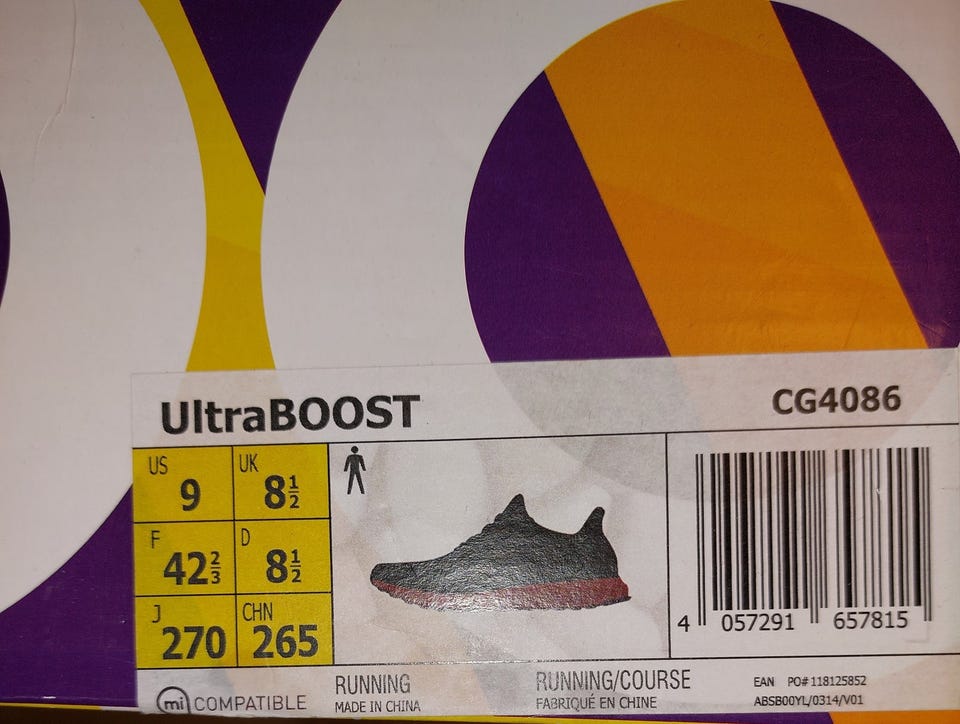 UltraBOOST CG4086
US 9 UK 8½
F 42⅔ D 8½
J 270 CHN 265
4 057291 657815
mi COMPATIBLE
RUNNING
MADE IN CHINA
RUNNING/COURSE
FABRIQUÉ EN CHINE
EAN PO# 118125852
ABSB00YL/0314/V01